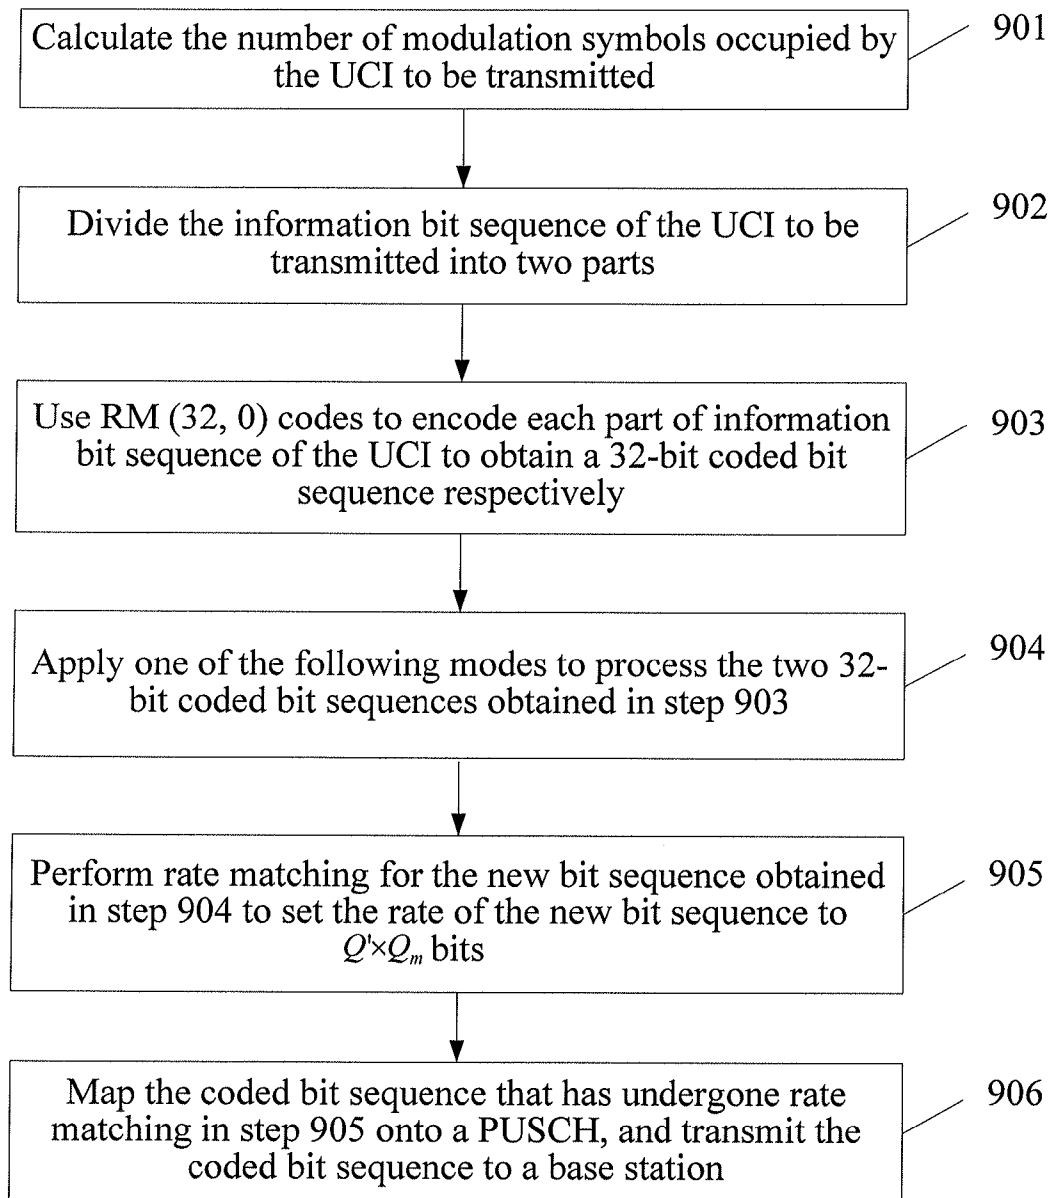 Calculate the number of modulation symbols occupied by
the UCI to be transmitted
901
Divide the information bit sequence of the UCI to be
transmitted into two parts
902
Use RM (32, 0) codes to encode each part of information
bit sequence of the UCI to obtain a 32-bit coded bit
sequence respectively
903
Apply one of the following modes to process the two 32-
bit coded bit sequences obtained in step 903
904
Perform rate matching for the new bit sequence obtained
in step 904 to set the rate of the new bit sequence to
Q'×Qm bits
905
Map the coded bit sequence that has undergone rate
matching in step 905 onto a PUSCH, and transmit the
coded bit sequence to a base station
906